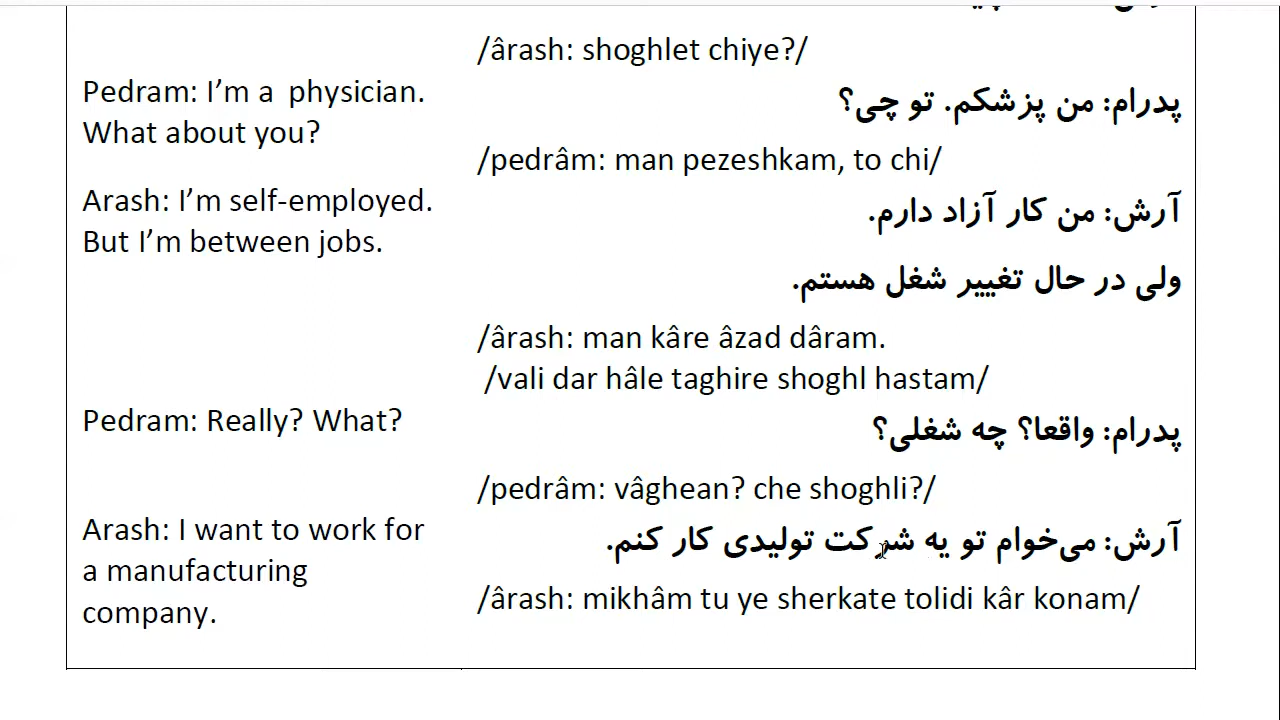 /ârash: shoghlet chiye?/
Pedram: I’m a physician.
What about you?
پدرام: من پزشکم. تو چی؟
/pedrâm: man pezeshkam, to chi/
Arash: I’m self-employed.
But I’m between jobs.
آرش: من کار آزاد دارم.
ولی در حال تغییر شغل هستم.
/ârash: man kâre âzad dâram.
/vali dar hâle taghire shoghl hastam/
Pedram: Really? What?
پدرام: واقعا؟ چه شغلی؟
/pedrâm: vâghean? che shoghli?/
Arash: I want to work for
a manufacturing
company.
آرش: می‌خوام تو یه شرکت تولیدی کار کنم.
/ârash: mikhâm tu ye sherkate tolidi kâr konam/